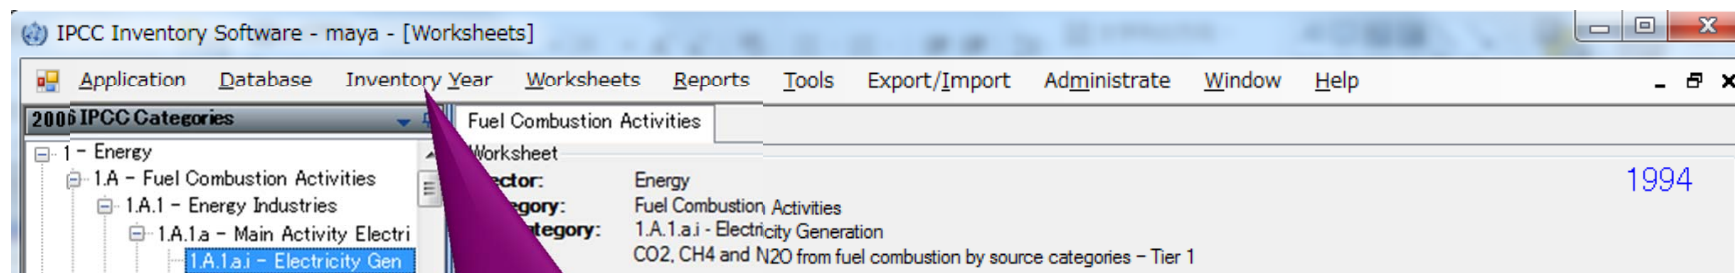 IPCC Inventory Software - maya - [Worksheets]
Application Database Inventory Year Worksheets Reports Tools Export/Import Administrate Window Help
2006 IPCC Categories
Fuel Combustion Activities
1 - Energy
Worksheet
1994
1.A - Fuel Combustion Activities
Energy
1.A.1 - Energy Industries
Fuel Combustion Activities
1.A.1.a - Main Activity Electri
1.A.1.a.i - Electricity Generation
1.A.1.a.i - Electricity Gen
CO2, CH4 and N2O from fuel combustion by source categories - Tier 1